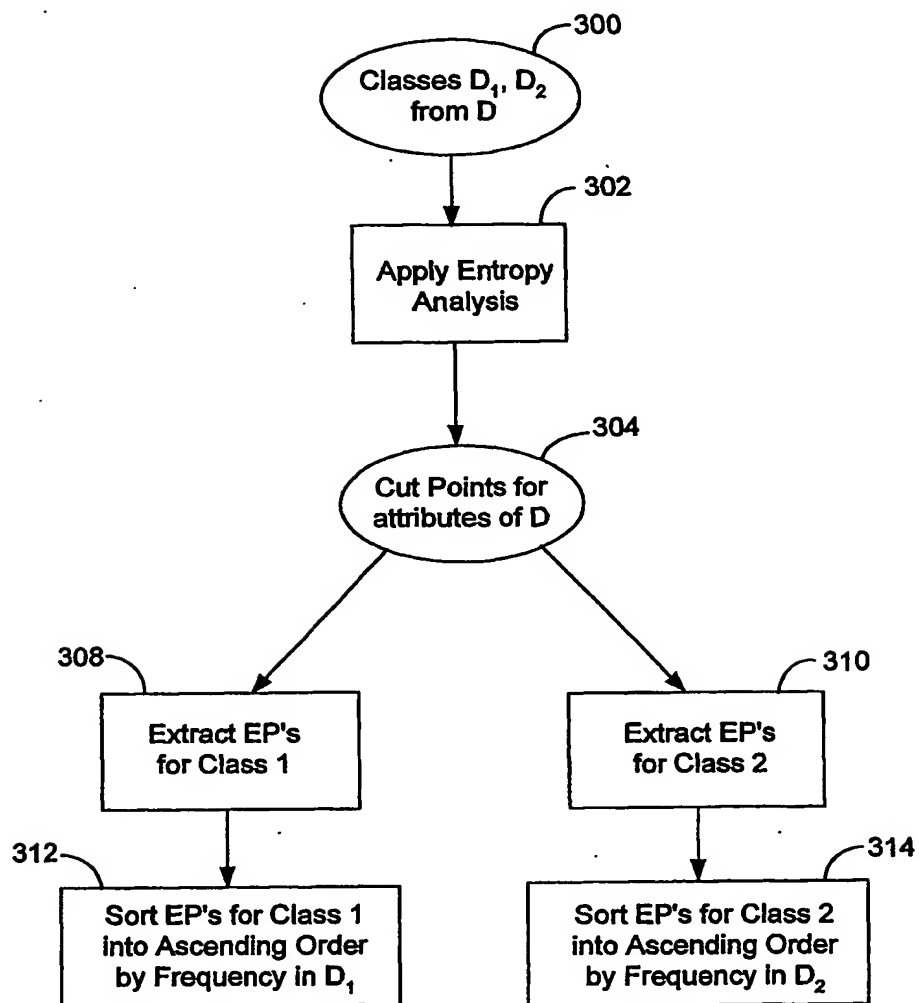 300
Classes D₁, D₂
from D
302
Apply Entropy
Analysis
304
Cut Points for
attributes of D
308
310
Extract EP's
for Class 1
Extract EP's
for Class 2
312
314
Sort EP's for Class 1
into Ascending Order
by Frequency in D₁
Sort EP's for Class 2
into Ascending Order
by Frequency in D₂